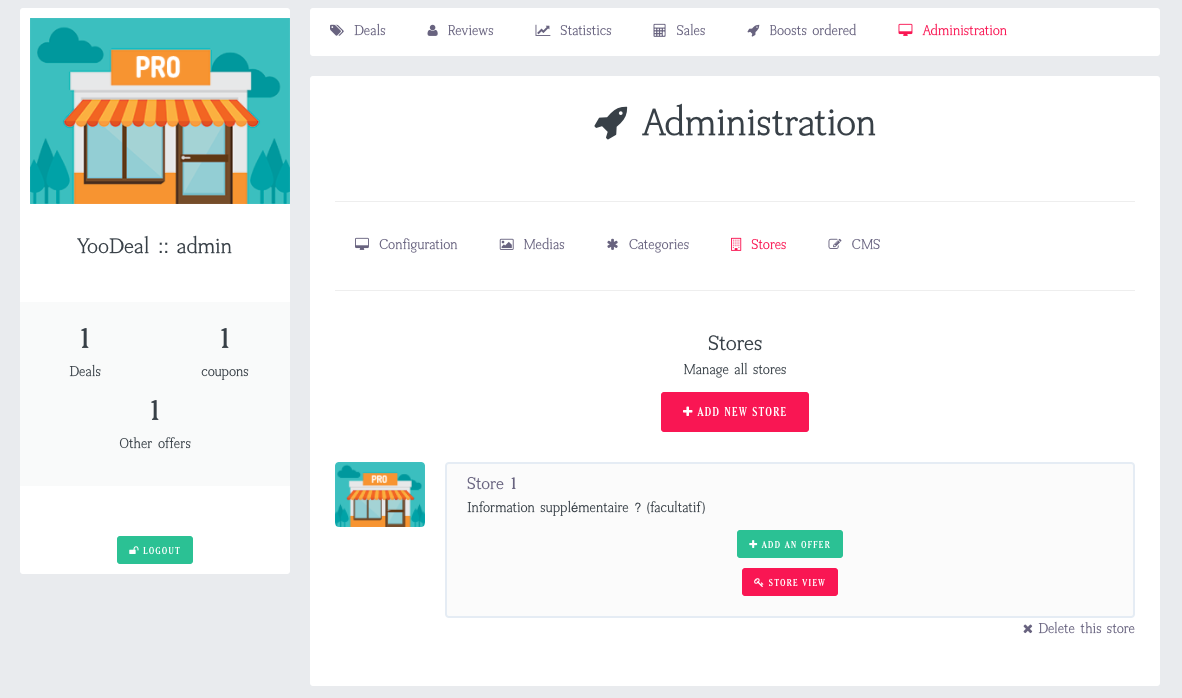 PRO
YooDeal :: admin
1
1
Deals
coupons
1
Other offers
LOGOUT
Deals Reviews Statistics Sales Boosts ordered Administration
Administration
Configuration Medias Categories Stores CMS
Stores
Manage all stores
ADD NEW STORE
PRO
Store 1
Information supplémentaire ? (facultatif)
ADD AN OFFER
STORE VIEW
Delete this store